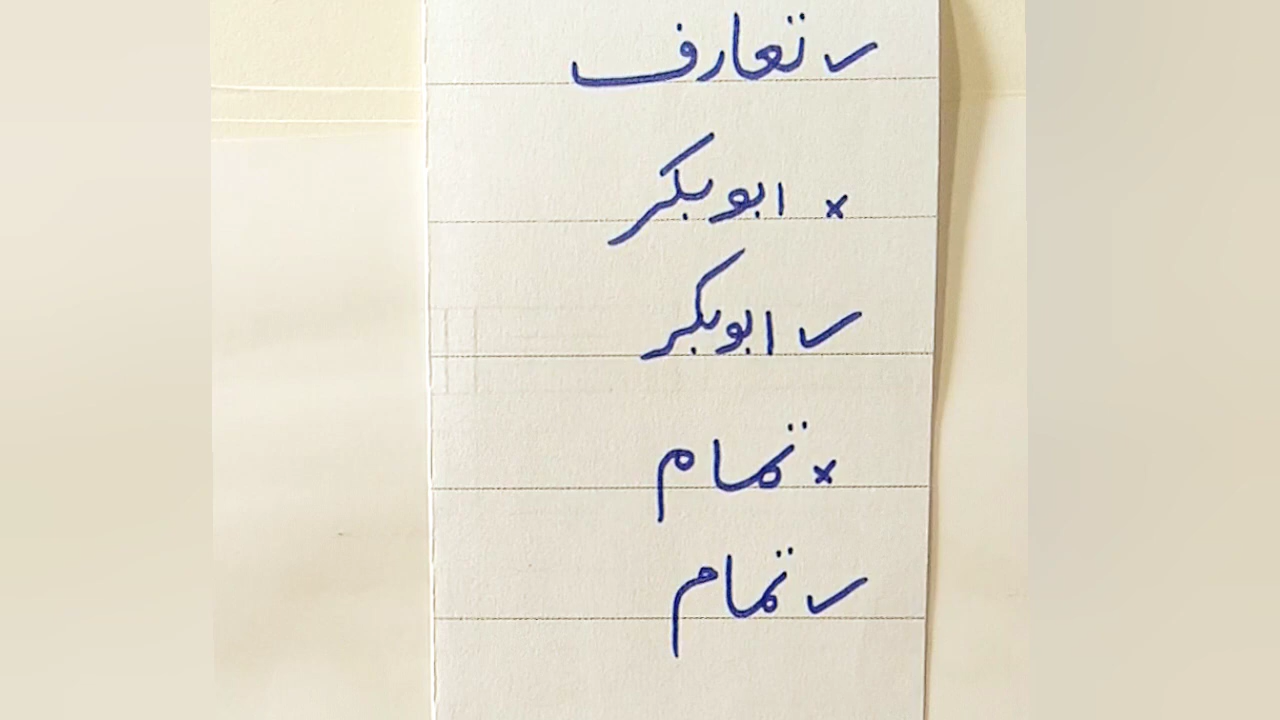 ✓ تعارف
× ابوبکر
✓ ابوبکر
× تمام
✓ تمام